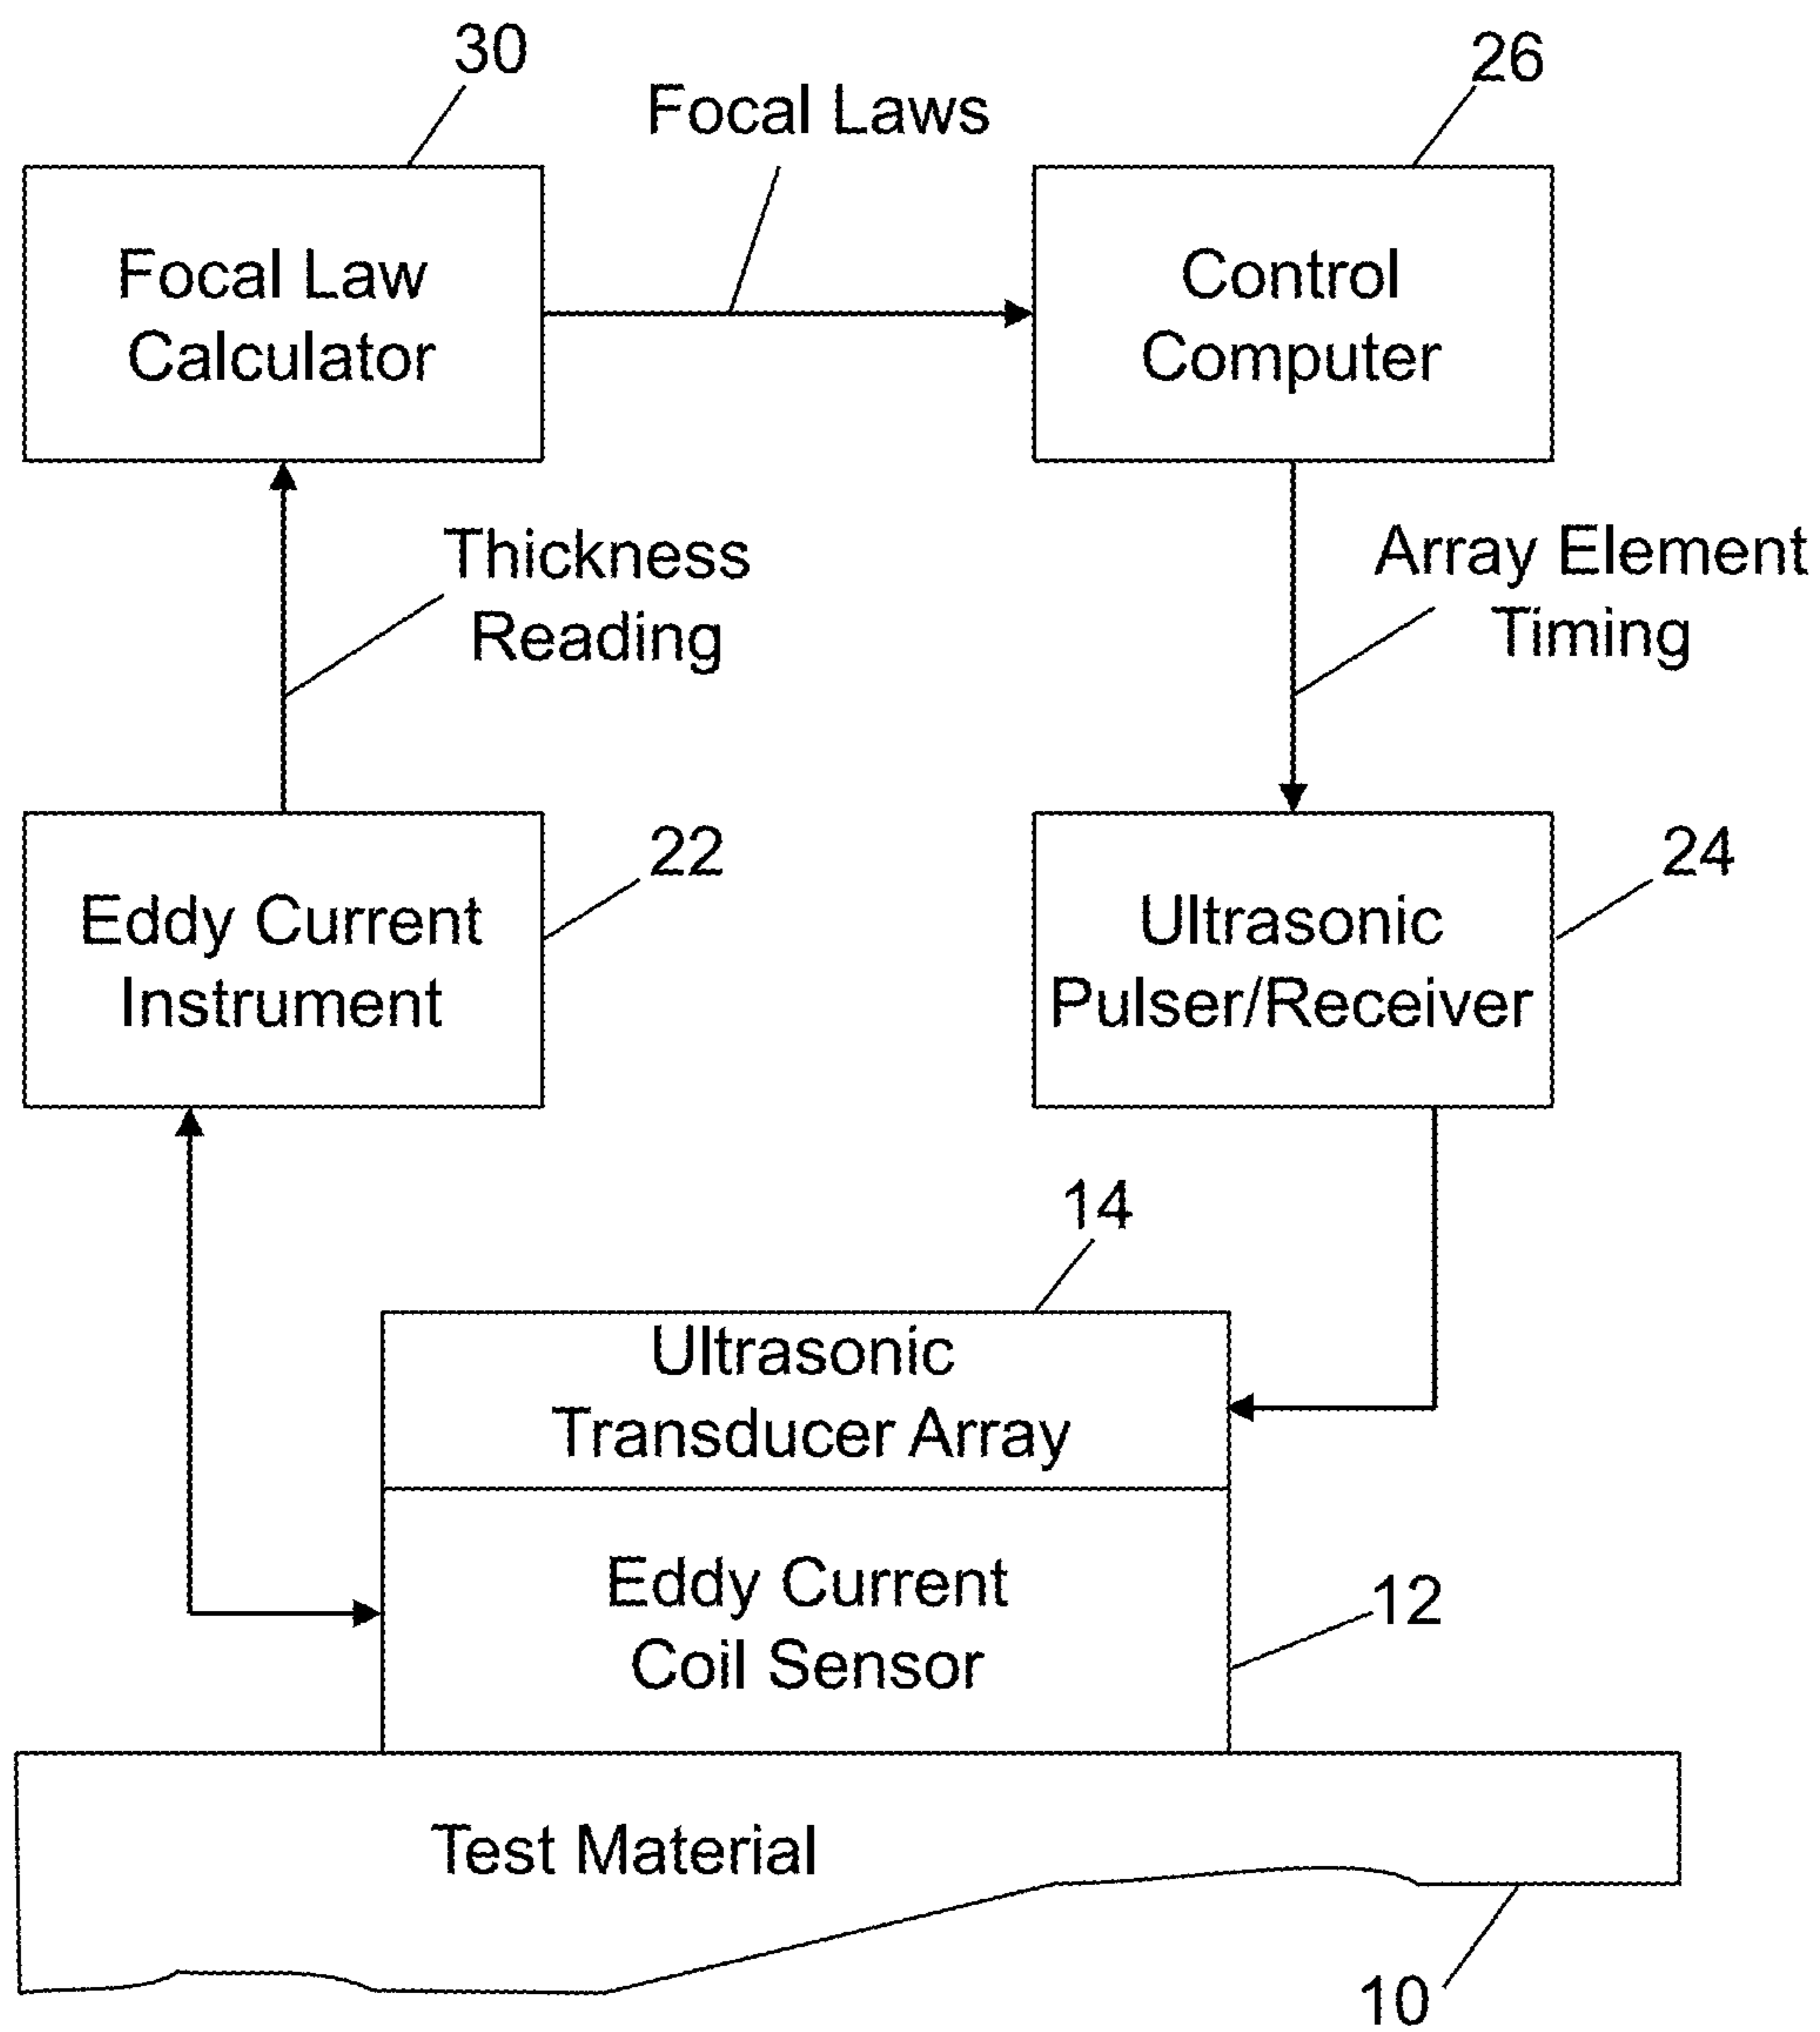 30
26
Focal Laws
Focal Law
Calculator
Control
Computer
Thickness
Reading
Array Element
Timing
22
24
Eddy Current
Instrument
Ultrasonic
Pulser/Receiver
14
Ultrasonic
Transducer Array
Eddy Current
Coil Sensor
12
Test Material
10